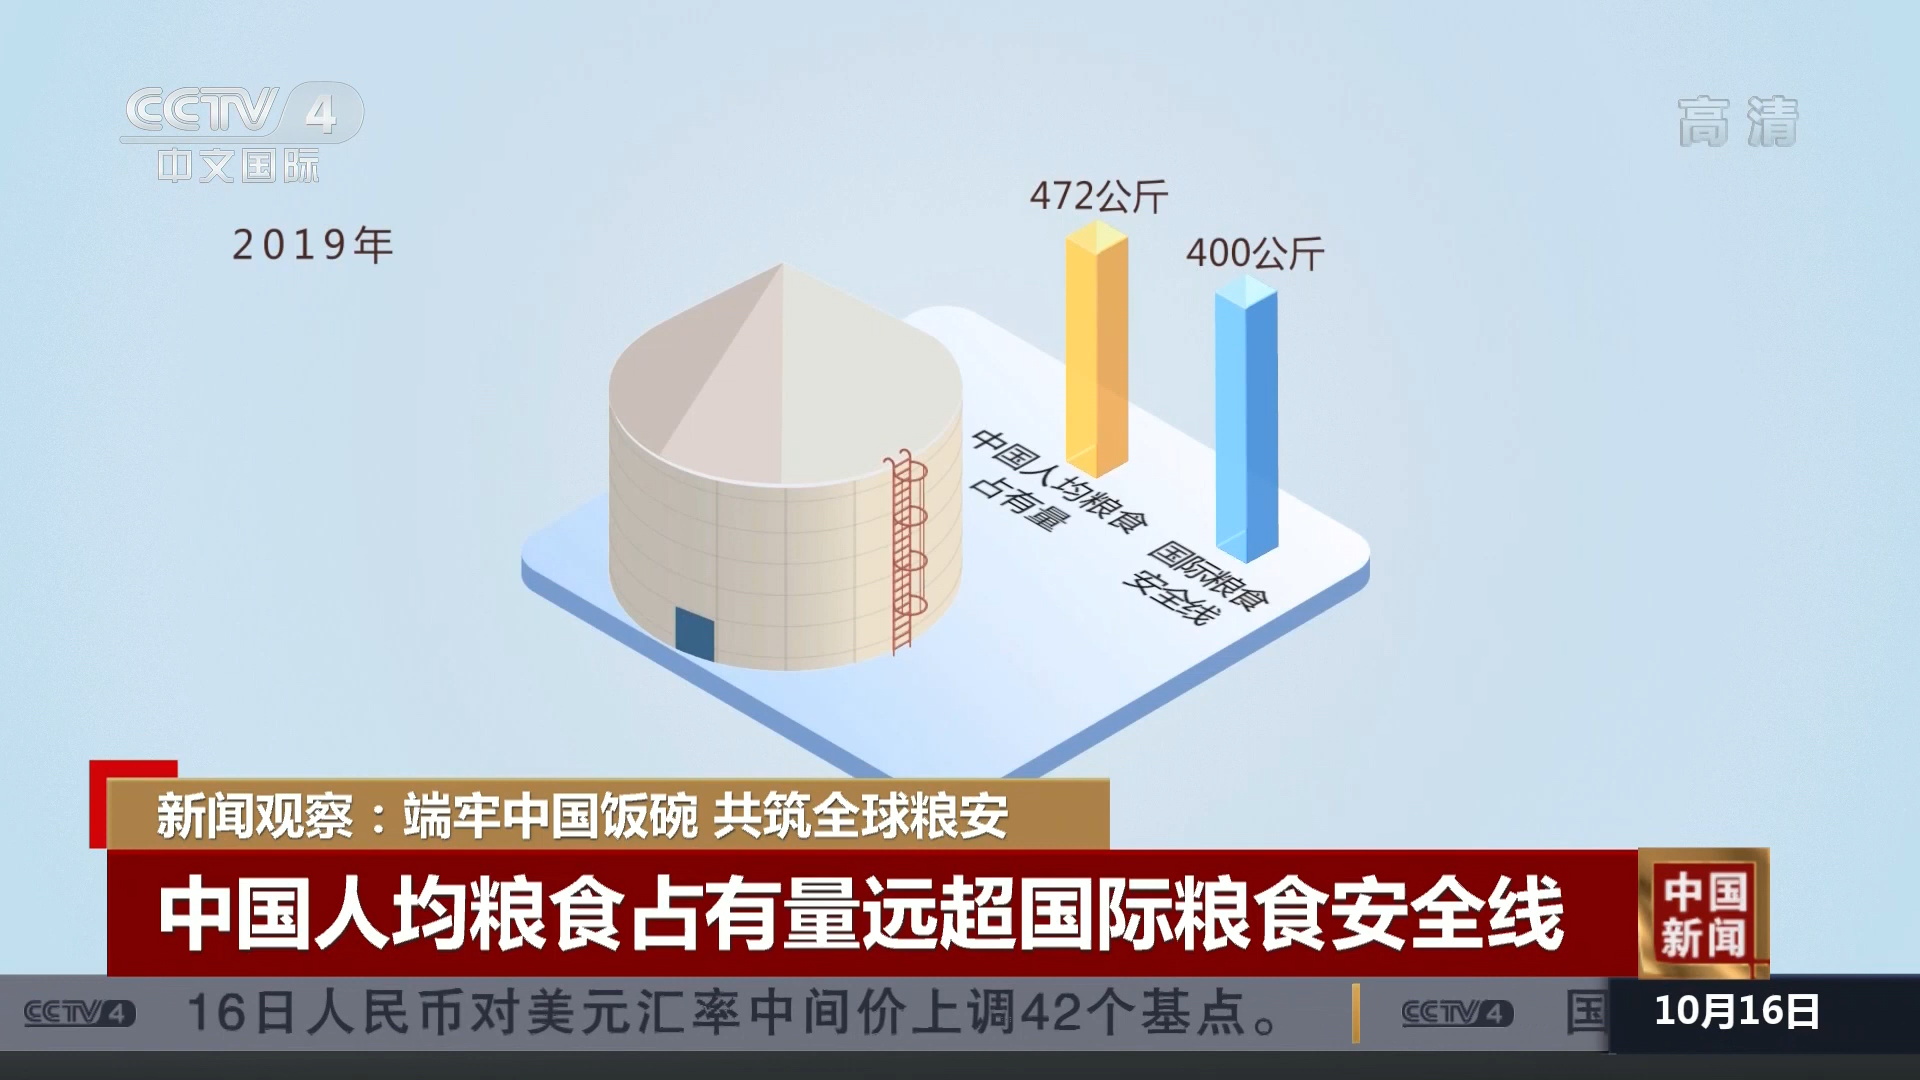 CCTV 4
中文国际
高清
2019年
472公斤
400公斤
中国人均粮食
占有量
国际粮食
安全线
新闻观察：端牢中国饭碗 共筑全球粮安
中国人均粮食占有量远超国际粮食安全线
中国
新闻
CCTV 4 16日人民币对美元汇率中间价上调42个基点。 CCTV 4 国
10月16日